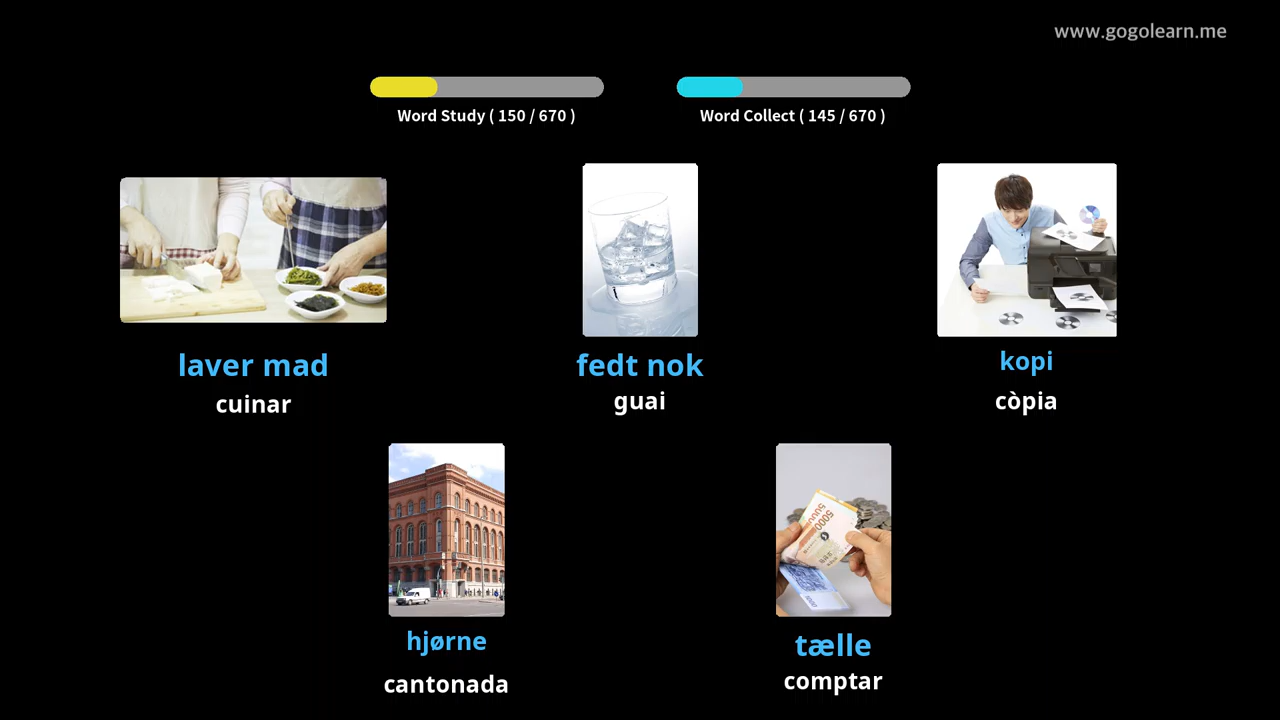 www.gogolearn.me
Word Study ( 150 / 670 )
Word Collect ( 145 / 670 )
laver mad
cuinar
fedt nok
guai
kopi
còpia
hjørne
cantonada
tælle
comptar